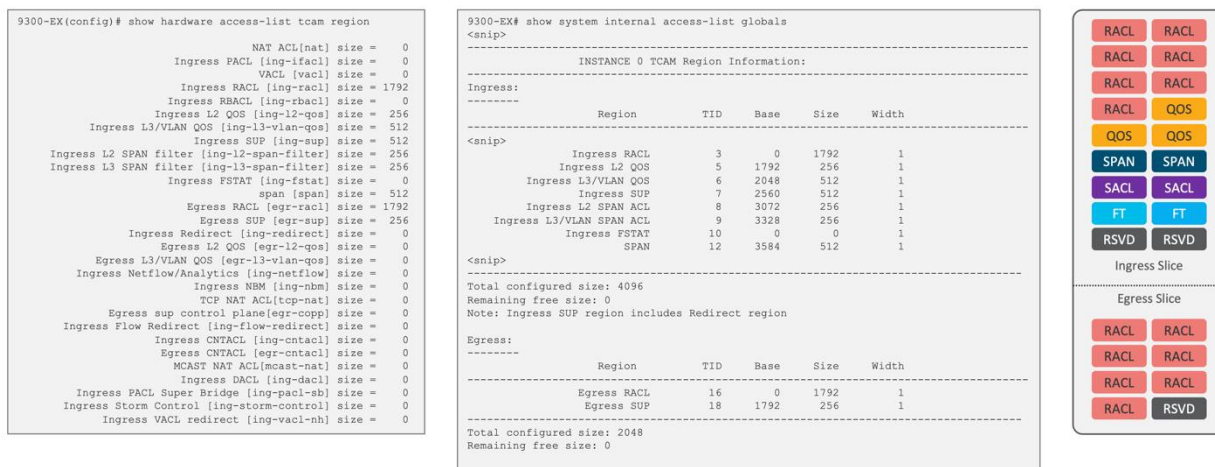 9300-EX(config)# show hardware access-list tcam region
NAT ACL[nat] size = 0
Ingress PACL [ing-ifacl] size = 0
VACL [vacl] size = 0
Ingress RACL [ing-racl] size = 1792
Ingress RBACL [ing-rbacl] size = 0
Ingress L2 QOS [ing-l2-qos] size = 256
Ingress L3/VLAN QOS [ing-l3-vlan-qos] size = 512
Ingress SUP [ing-sup] size = 512
Ingress L2 SPAN filter [ing-l2-span-filter] size = 256
Ingress L3 SPAN filter [ing-l3-span-filter] size = 256
Ingress FSTAT [ing-fstat] size = 0
span [span] size = 512
Egress RACL [egr-racl] size = 1792
Egress SUP [egr-sup] size = 256
Ingress Redirect [ing-redirect] size = 0
Egress L2 QOS [egr-l2-qos] size = 0
Egress L3/VLAN QOS [egr-l3-vlan-qos] size = 0
Ingress Netflow/Analytics [ing-netflow] size = 0
Ingress NBM [ing-nbm] size = 0
TCP NAT ACL[tcp-nat] size = 0
Egress sup control plane[egr-copp] size = 0
Ingress Flow Redirect [ing-flow-redirect] size = 0
Ingress CNTACL [ing-cntacl] size = 0
Egress CNTACL [egr-cntacl] size = 0
MCAST NAT ACL[mcast-nat] size = 0
Ingress DACL [ing-dacl] size = 0
Ingress PACL Super Bridge [ing-pacl-sb] size = 0
Ingress Storm Control [ing-storm-control] size = 0
Ingress VACL redirect [ing-vacl-nh] size = 0
9300-EX# show system internal access-list globals
<snip>
--------------------------------------------------------------------------------
INSTANCE 0 TCAM Region Information:
--------------------------------------------------------------------------------
Ingress:
--------
Region TID Base Size Width
--------------------------------------------------------------------------------
<snip>
Ingress RACL 3 0 1792 1
Ingress L2 QOS 5 1792 256 1
Ingress L3/VLAN QOS 6 2048 512 1
Ingress SUP 7 2560 512 1
Ingress L2 SPAN ACL 8 3072 256 1
Ingress L3/VLAN SPAN ACL 9 3328 256 1
Ingress FSTAT 10 0 0 1
SPAN 12 3584 512 1
<snip>
--------------------------------------------------------------------------------
Total configured size: 4096
Remaining free size: 0
Note: Ingress SUP region includes Redirect region
Egress:
--------
Region TID Base Size Width
--------------------------------------------------------------------------------
Egress RACL 16 0 1792 1
Egress SUP 18 1792 256 1
--------------------------------------------------------------------------------
Total configured size: 2048
Remaining free size: 0
RACL RACL
RACL RACL
RACL RACL
RACL QOS
QOS QOS
SPAN SPAN
SACL SACL
FT FT
RSVD RSVD
Ingress Slice
Egress Slice
RACL RACL
RACL RACL
RACL RACL
RACL RSVD